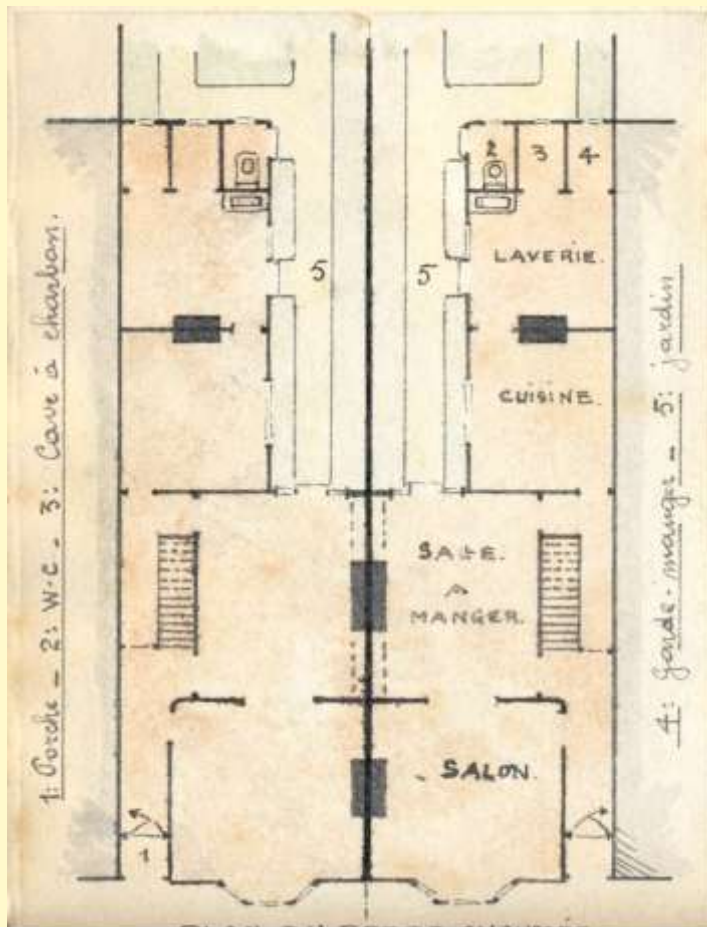 1: Porche - 2: W.C. - 3: Cave à charbon.
2
3
4
LAVERIE.
5
5
CUISINE.
SALLE.
À
MANGER.
SALON.
1
4: garde-manger - 5: jardin